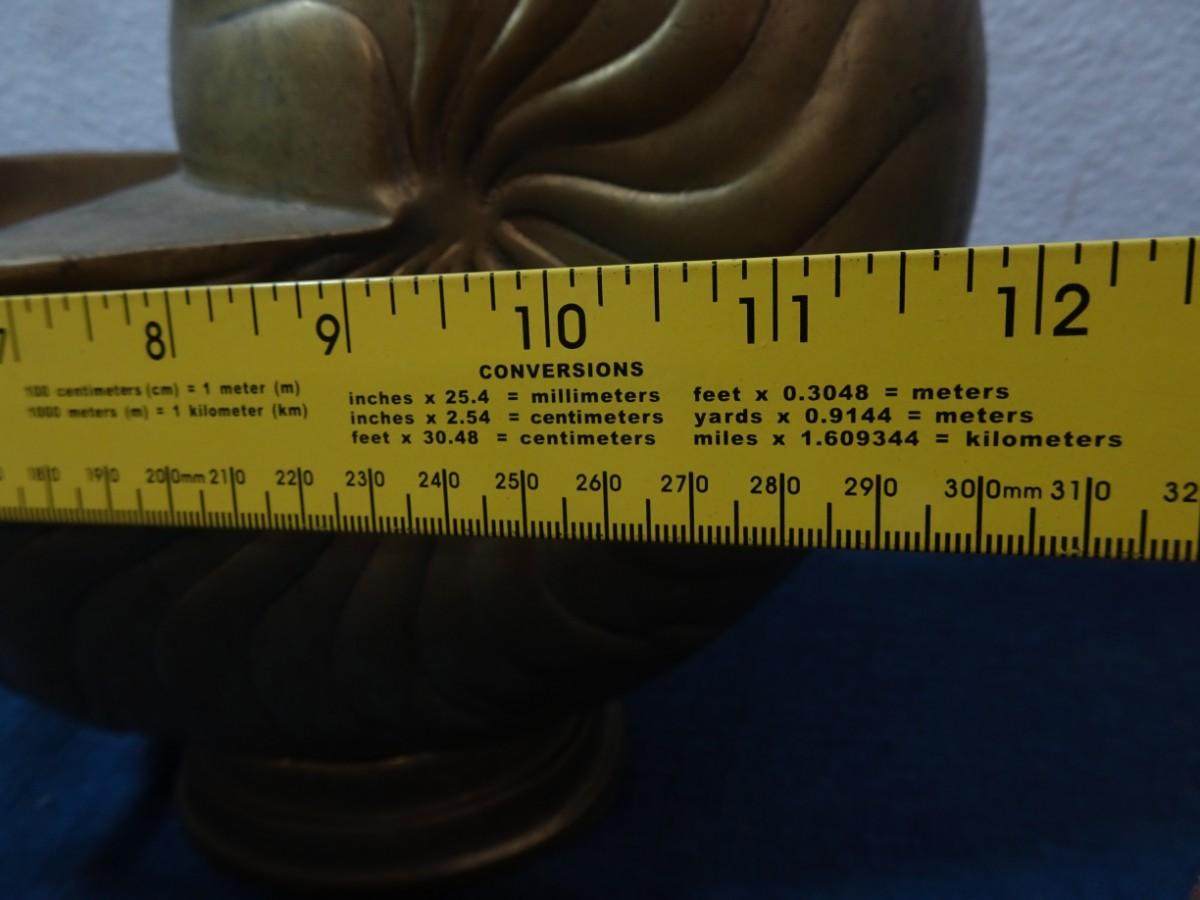 7 8 9 10 11 12
CONVERSIONS
100 centimeters (cm) = 1 meter (m)
1000 meters (m) = 1 kilometer (km)
inches x 25.4 = millimeters
inches x 2.54 = centimeters
feet x 30.48 = centimeters
feet x 0.3048 = meters
yards x 0.9144 = meters
miles x 1.609344 = kilometers
180 190 200mm 210 220 230 240 250 260 270 280 290 300mm 310 32